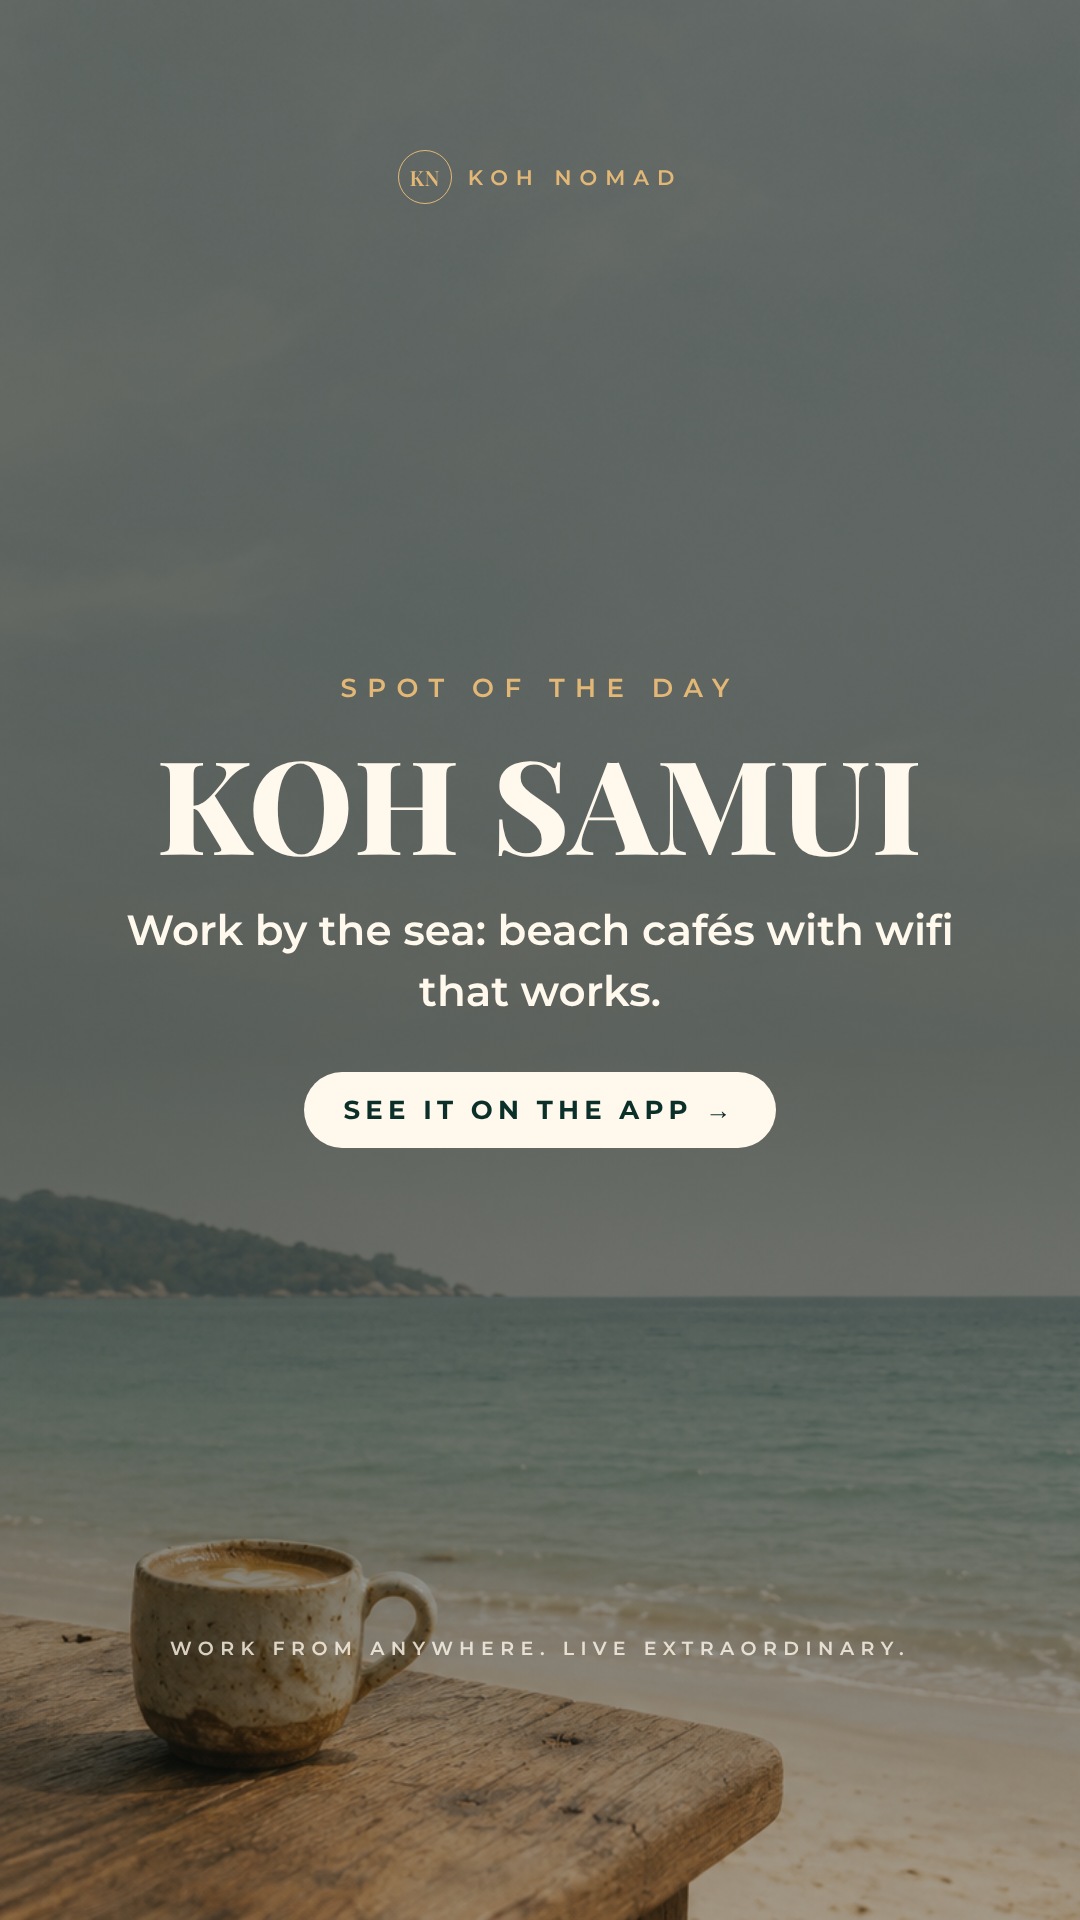 KN KOH NOMAD
SPOT OF THE DAY
KOH SAMUI
Work by the sea: beach cafés with wifi
that works.
SEE IT ON THE APP →
WORK FROM ANYWHERE. LIVE EXTRAORDINARY.